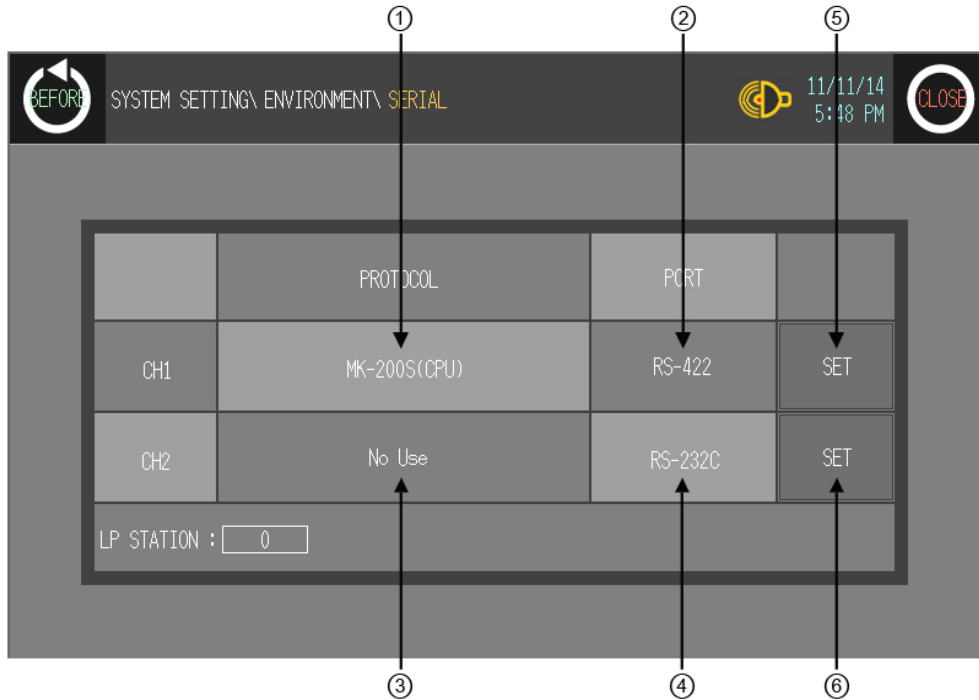 ① ② ⑤
BEFORE SYSTEM SETTING\ ENVIRONMENT\ SERIAL 11/11/14 CLOSE
5:48 PM
PROTOCOL PORT
CH1 MK-200S(CPU) RS-422 SET
CH2 No Use RS-232C SET
LP STATION : 0
③ ④ ⑥